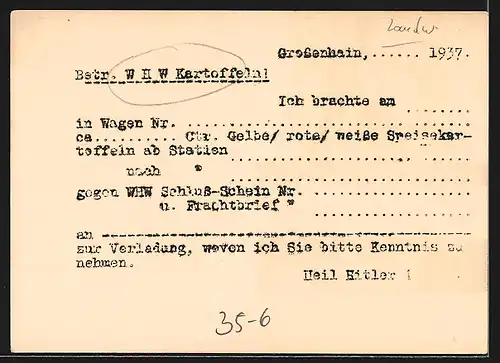 Landw
Großenhain, ...... 1937.
Betr. W H W Kartoffeln!
Ich brachte an ............
in Wagen Nr. ............
ca.......... Ctr. Gelbe/ rote/ weiße Speisekar-
toffeln ab Station ............
nach " ............
gegen WHW Schluß-Schein Nr. ............
u. Frachtbrief " ............
an ------------
zur Verladung, woven ich Sie bitte Kenntnis zu
nehmen.
Heil Hitler !
35-6